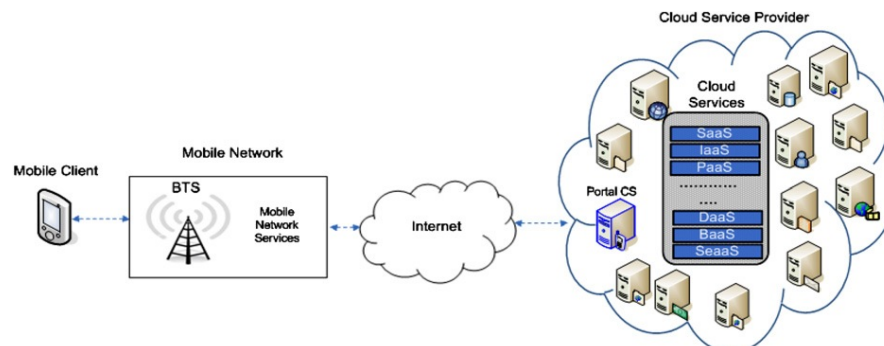 Cloud Service Provider
Cloud
Services
SaaS
IaaS
PaaS
...........
....
DaaS
BaaS
SeaaS
Portal CS
Mobile Network
Mobile Client
BTS
Mobile
Network
Services
Internet